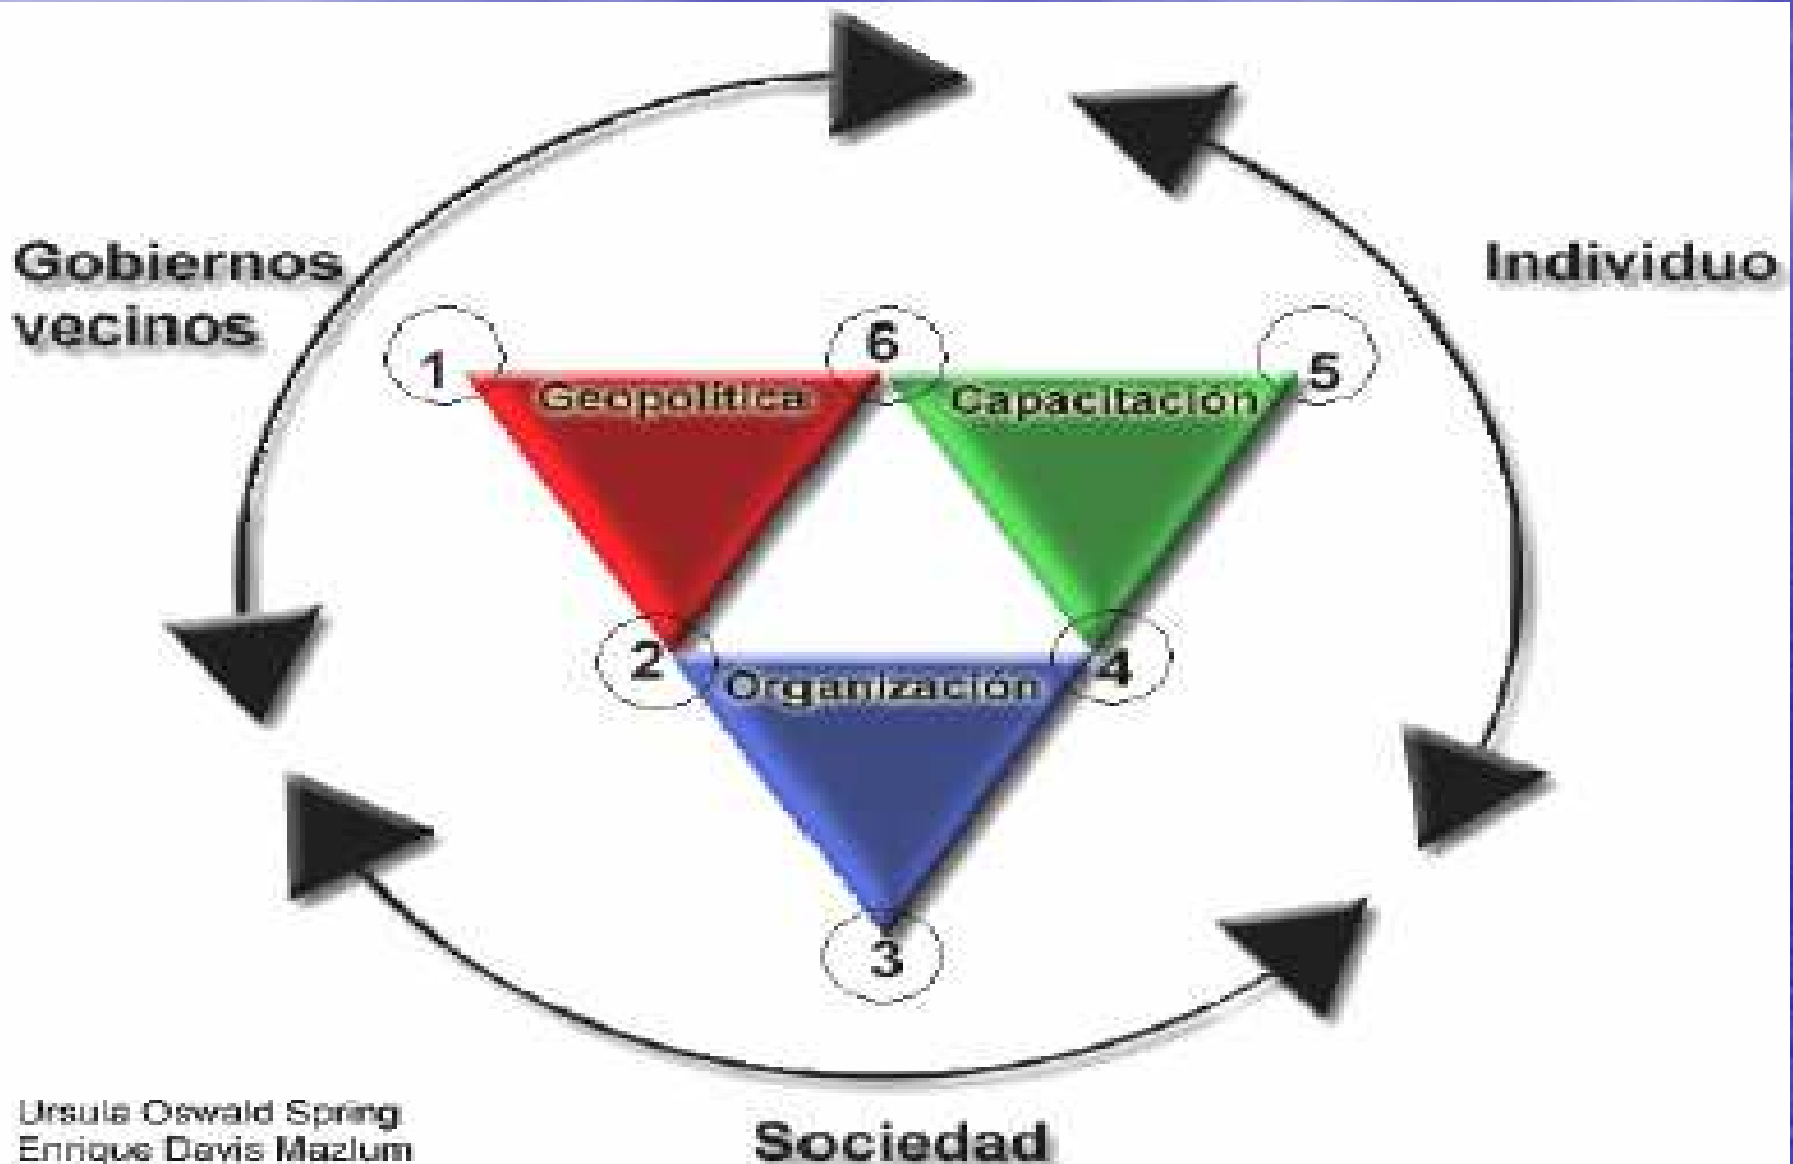 Gobiernos
vecinos
Individuo
1
6
5
Geopolítica
Capacitación
2
4
Organización
3
Ursula Oswald Spring
Enrique Davis Mazlum
Sociedad